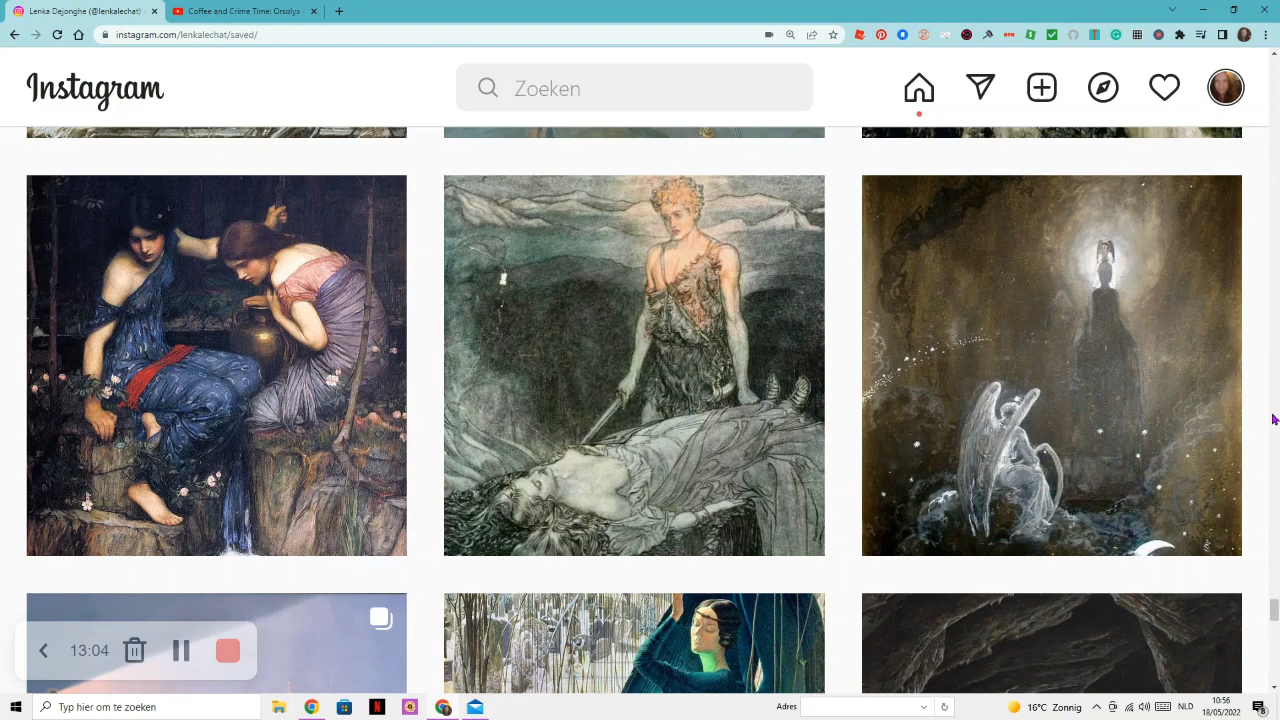 Lenka Dejonghe (@lenkalechat)
Coffee and Crime Time: Orsolya
instagram.com/lenkalechat/saved/
Instagram
Zoeken
13:04
Typ hier om te zoeken
Adres
16°C Zonnig
NLD
10:56
18/05/2022